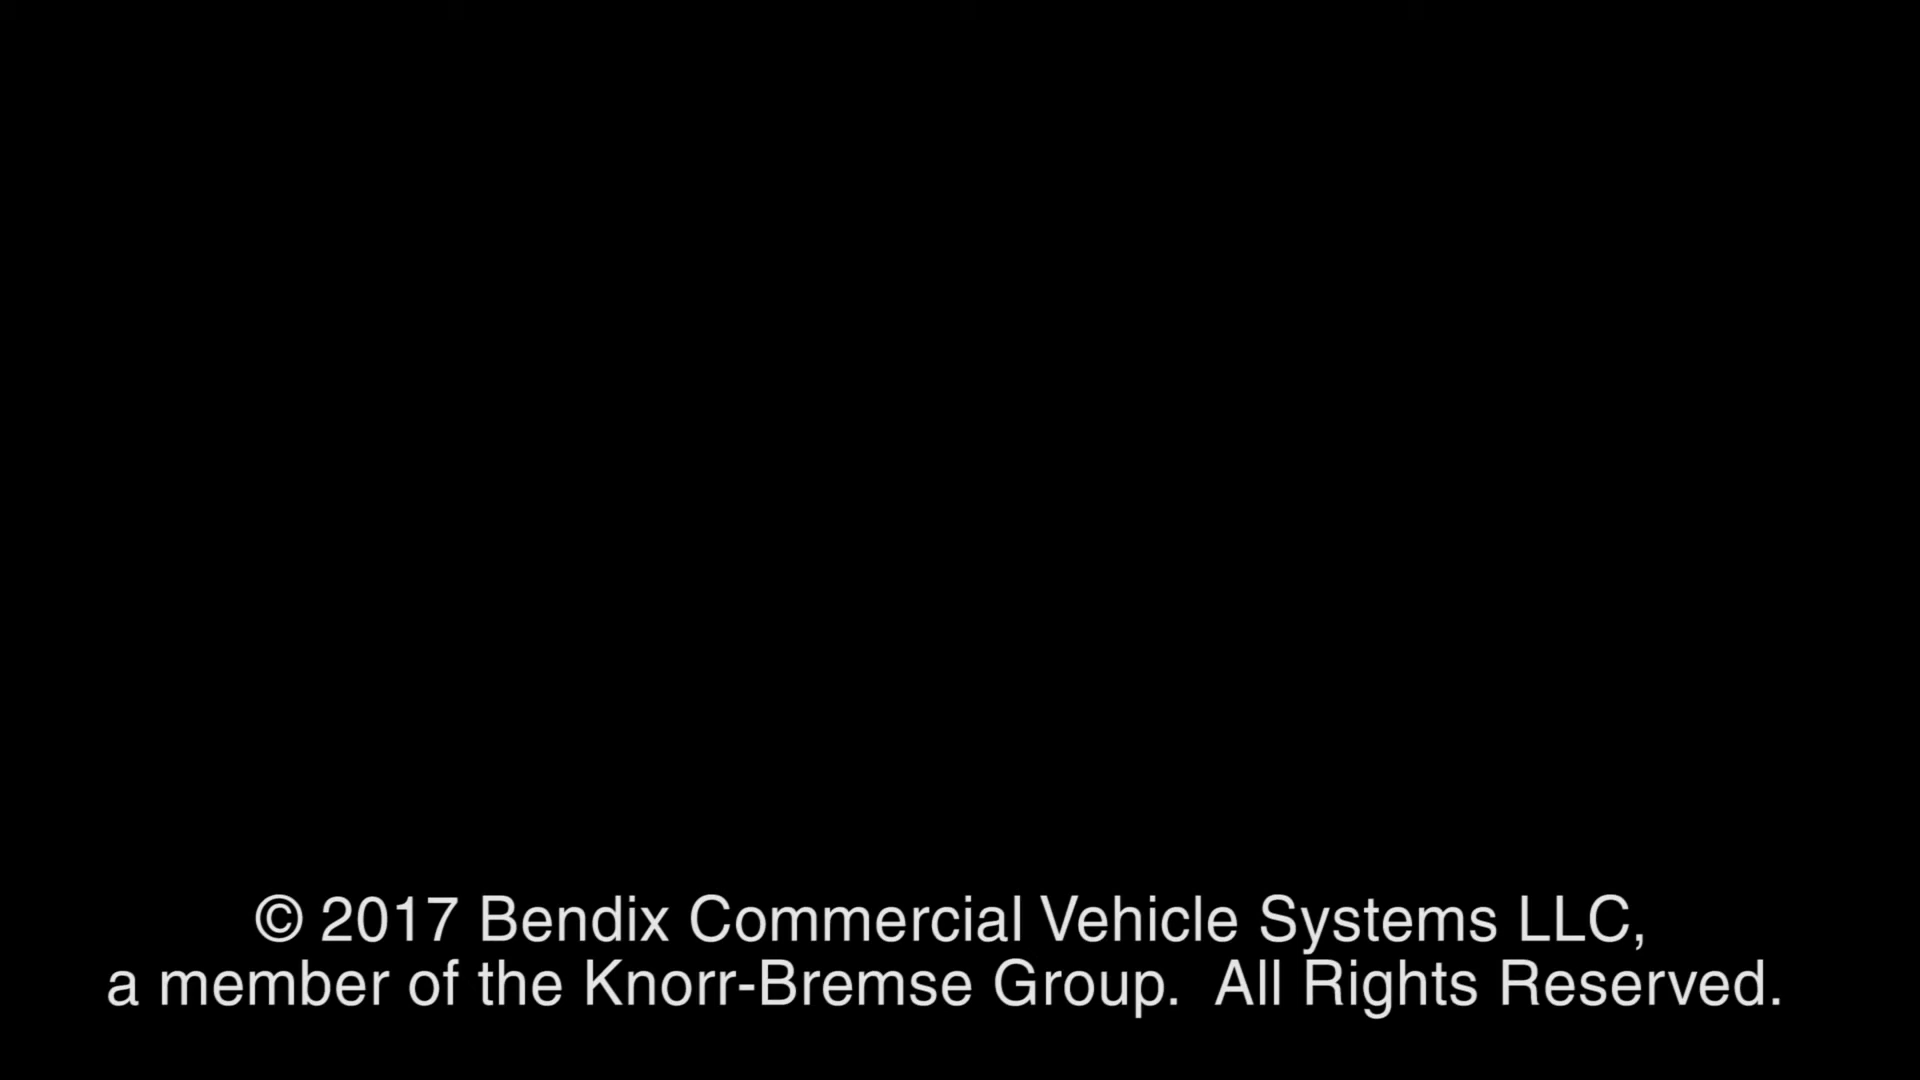 © 2017 Bendix Commercial Vehicle Systems LLC,
a member of the Knorr-Bremse Group.  All Rights Reserved.